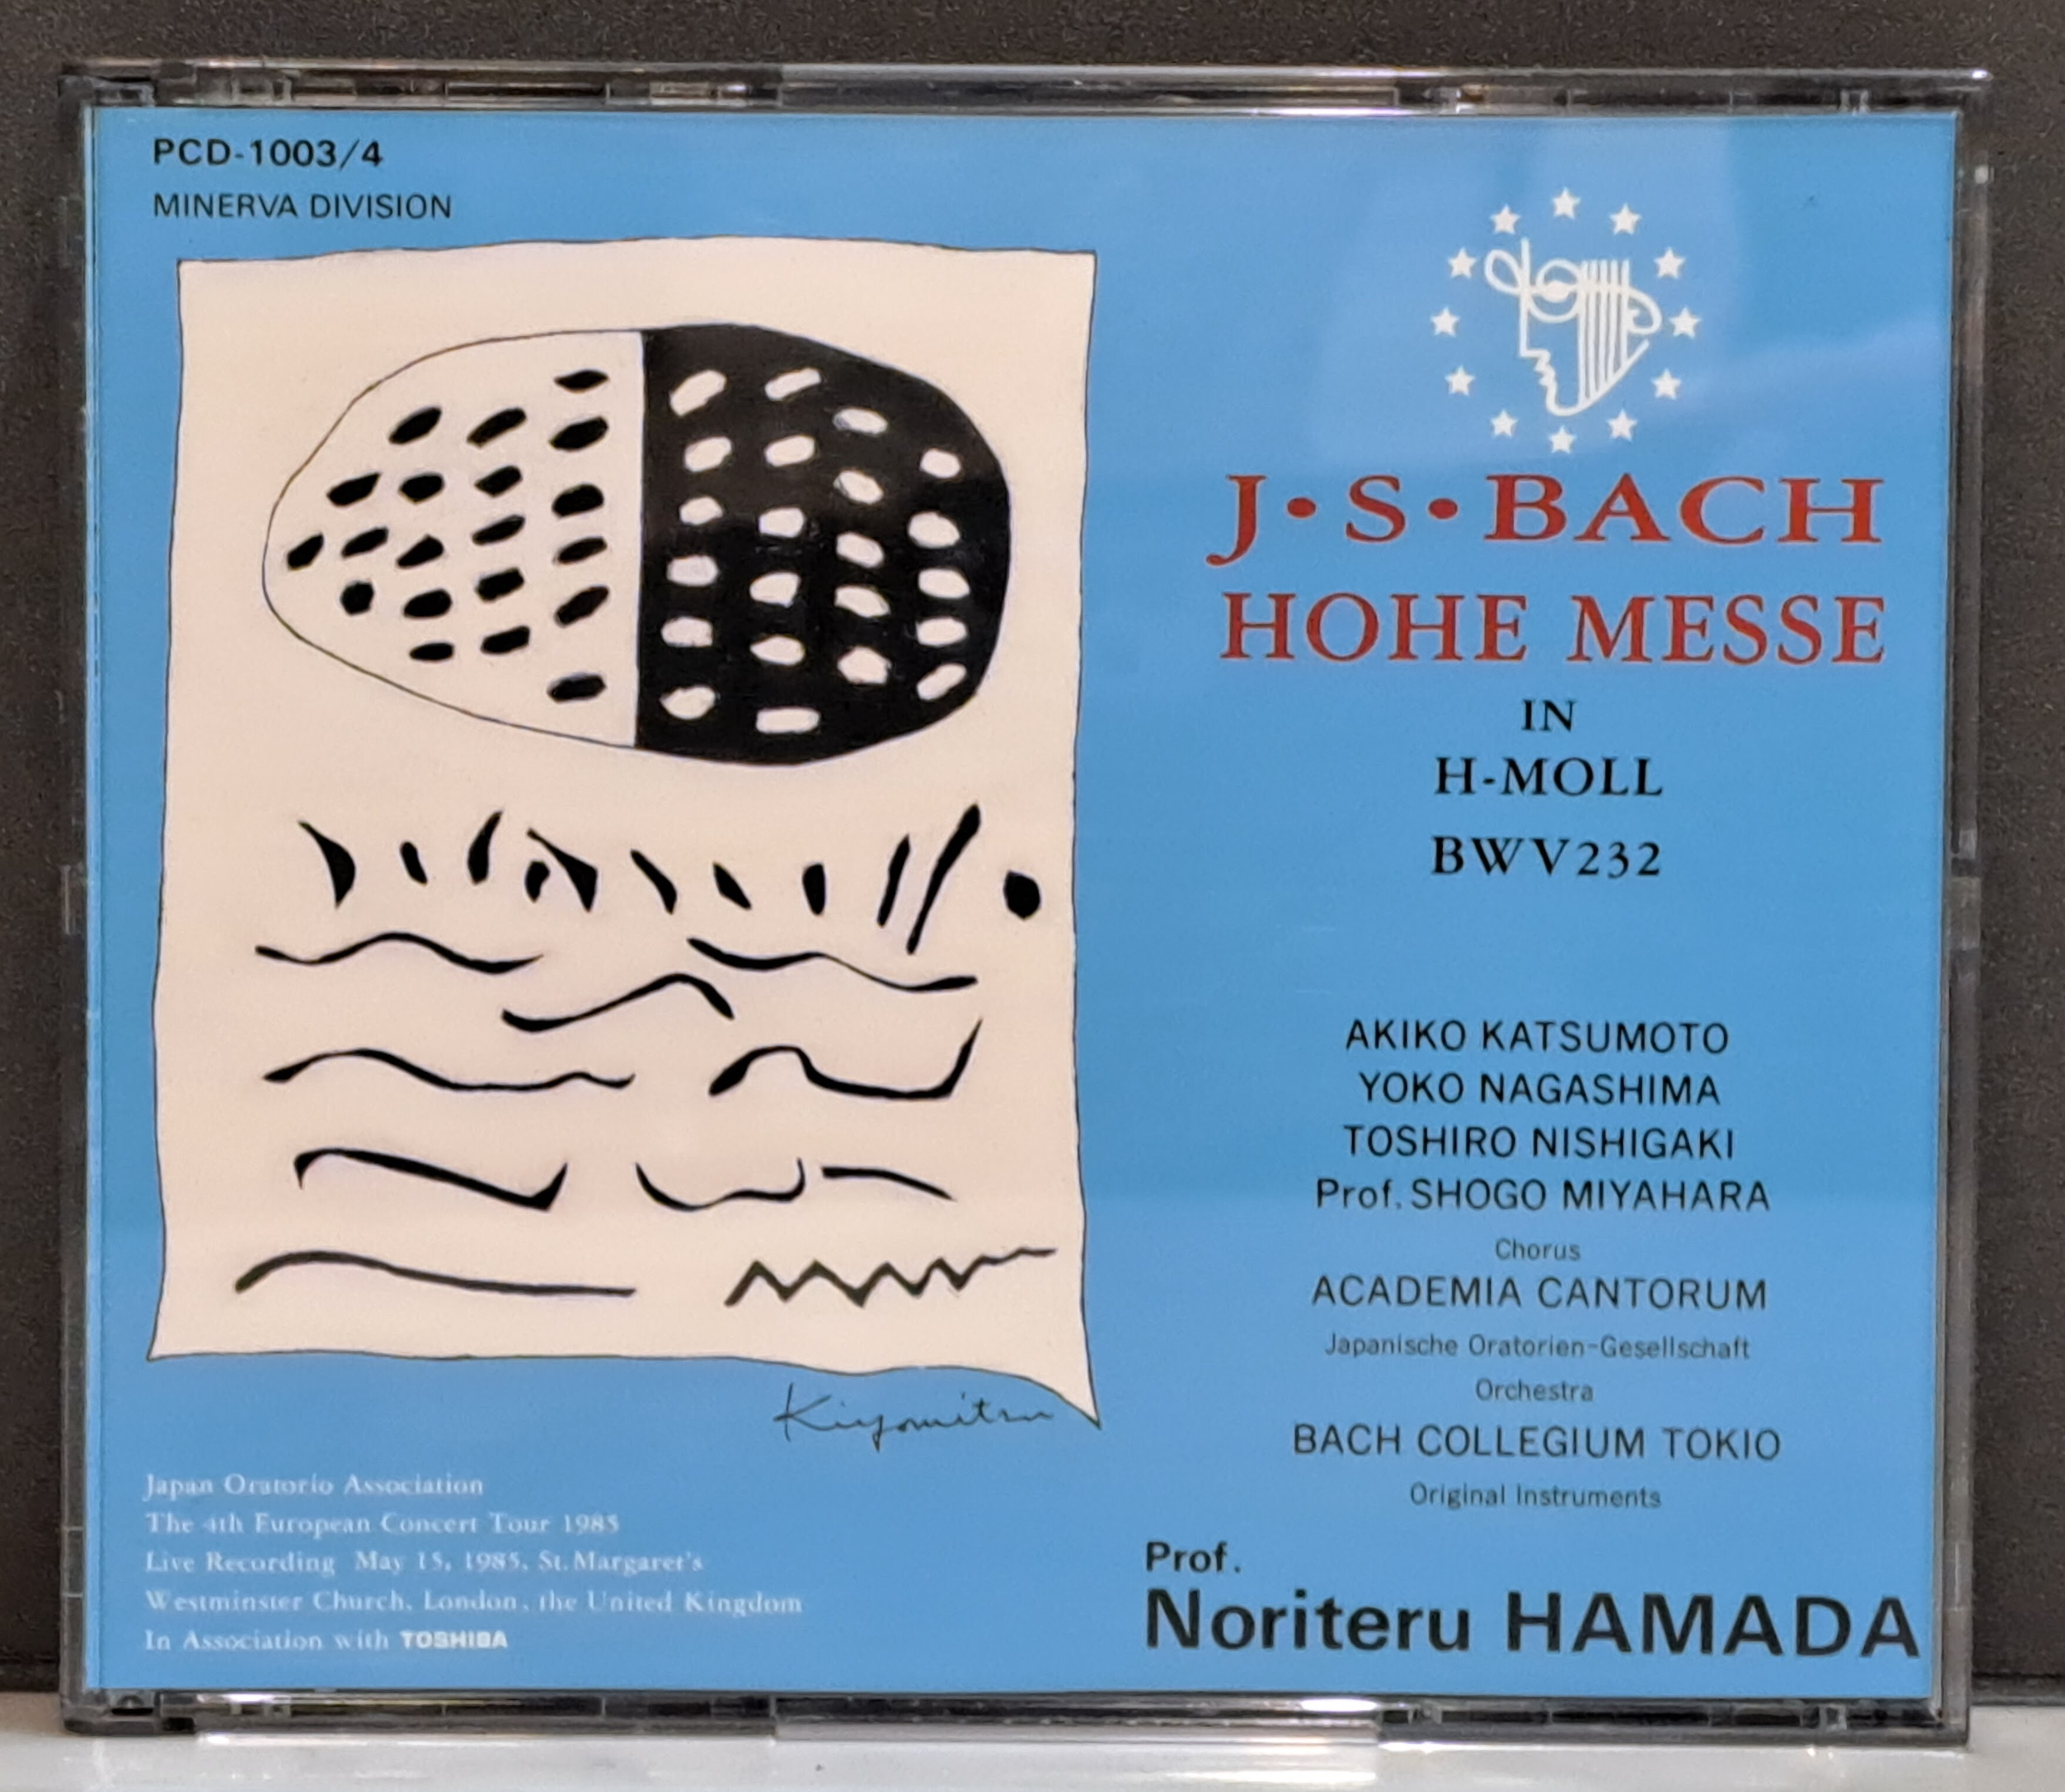 PCD-1003/4
MINERVA DIVISION
J・S・BACH
HOHE MESSE
IN
H-MOLL
BWV232
AKIKO KATSUMOTO
YOKO NAGASHIMA
TOSHIRO NISHIGAKI
Prof. SHOGO MIYAHARA
Chorus
ACADEMIA CANTORUM
Japanische Oratorien-Gesellschaft
Orchestra
BACH COLLEGIUM TOKIO
Original Instruments
Prof.
Noriteru HAMADA
Kiyomitsu
Japan Oratorio Association
The 4th European Concert Tour 1985
Live Recording May 15, 1985, St. Margaret's
Westminster Church, London, the United Kingdom
In Association with TOSHIBA